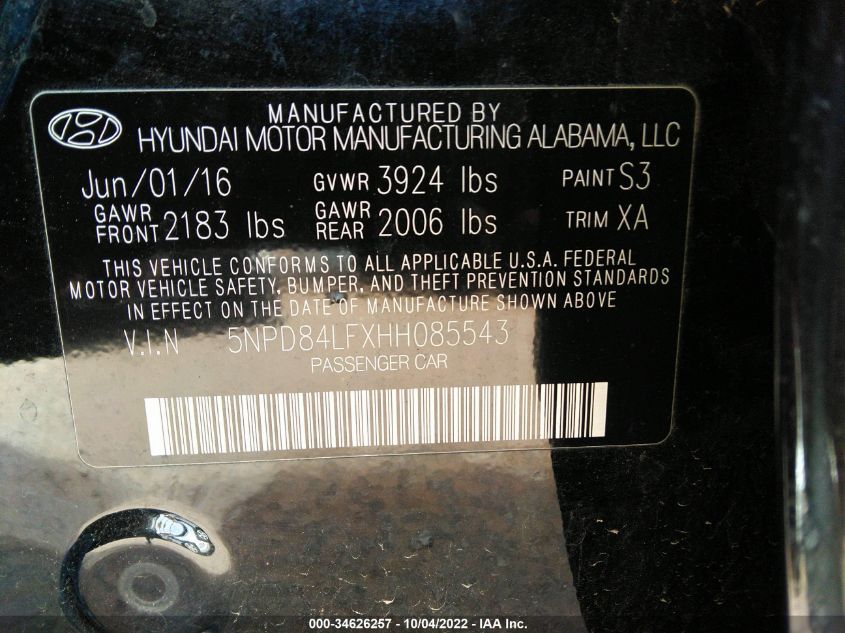 MANUFACTURED BY
HYUNDAI MOTOR MANUFACTURING ALABAMA, LLC
Jun/01/16 GVWR 3924 lbs PAINT S3
GAWR FRONT 2183 lbs GAWR REAR 2006 lbs TRIM XA
THIS VEHICLE CONFORMS TO ALL APPLICABLE U.S.A. FEDERAL
MOTOR VEHICLE SAFETY, BUMPER, AND THEFT PREVENTION STANDARDS
IN EFFECT ON THE DATE OF MANUFACTURE SHOWN ABOVE
V.I.N 5NPD84LFXHH085543
PASSENGER CAR
000-34626257 - 10/04/2022 - IAA Inc.